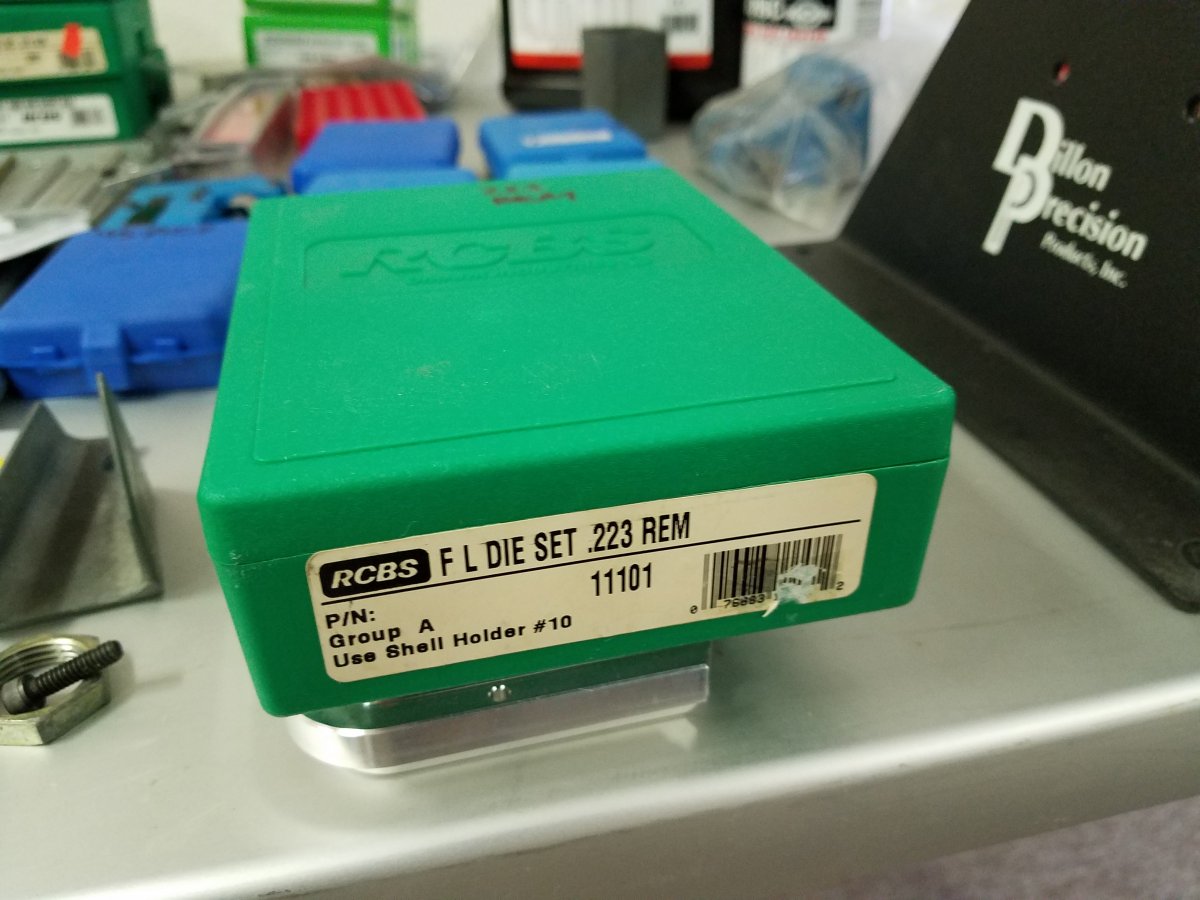 RCBS
Dillon
Precision
Products, Inc.
RCBS F L DIE SET .223 REM
11101
P/N:
Group A
Use Shell Holder #10